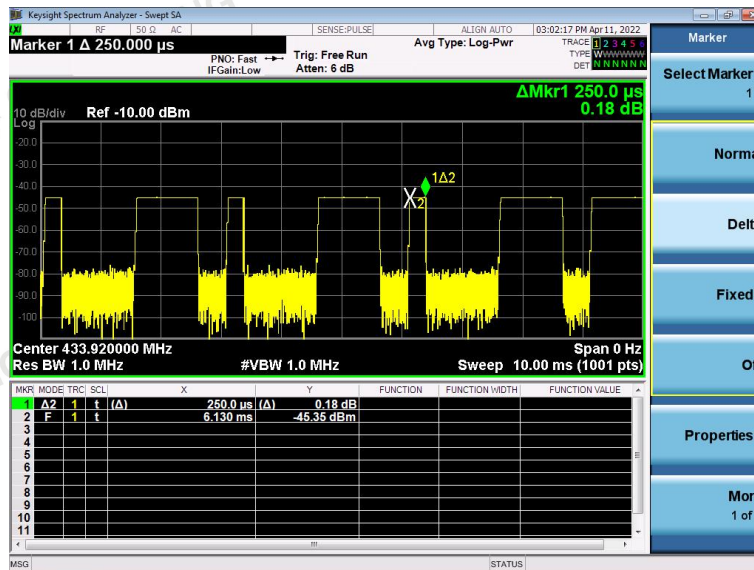 Keysight Spectrum Analyzer - Swept SA
RF 50 Ω AC SENSE:PULSE ALIGN AUTO 03:02:17 PM Apr 11, 2022
Marker 1 Δ 250.000 μs
PNO: Fast
IFGain:Low
Trig: Free Run
Atten: 6 dB
Avg Type: Log-Pwr
TRACE 1 2 3 4 5 6
TYPE WWWWWW
DET N N N N N N
ΔMkr1 250.0 μs
0.18 dB
10 dB/div Ref -10.00 dBm
Log
-20.0
-30.0
-40.0
-50.0
-60.0
-70.0
-80.0
-90.0
-100
1Δ2
X2
Center 433.920000 MHz Span 0 Hz
Res BW 1.0 MHz #VBW 1.0 MHz Sweep 10.00 ms (1001 pts)
MKR MODE TRC SCL X Y FUNCTION FUNCTION WIDTH FUNCTION VALUE
1 Δ2 1 t (Δ) 250.0 μs (Δ) 0.18 dB
2 F 1 t 6.130 ms -45.35 dBm
3
4
5
6
7
8
9
10
11
MSG STATUS
Marker
Select Marker
1
Norma
Delt
Fixed
O
Properties
Mor
1 of